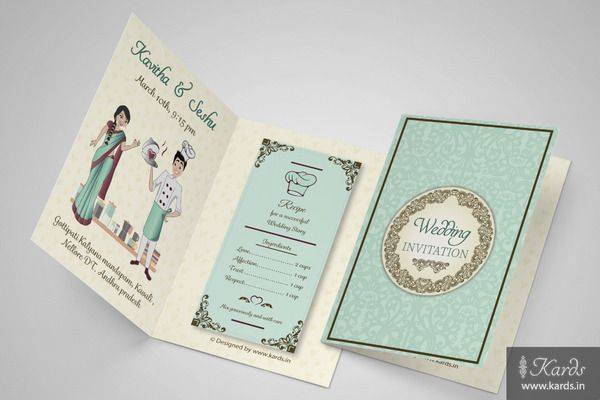 Kavitha & Seshu
March 10th, 9:15 pm
Gottipati Kalyana mandapam, Kavali,
Nellore DT, Andhra pradesh
Recipe
for a successful
Wedding Story
Ingredients
Love, 2 cups
Affection, 2 cups
Trust, 1 cup
Respect, 1 cup
Mix generously and with care
© Designed by www.kards.in
Wedding
INVITATION
Kards
www.kards.in